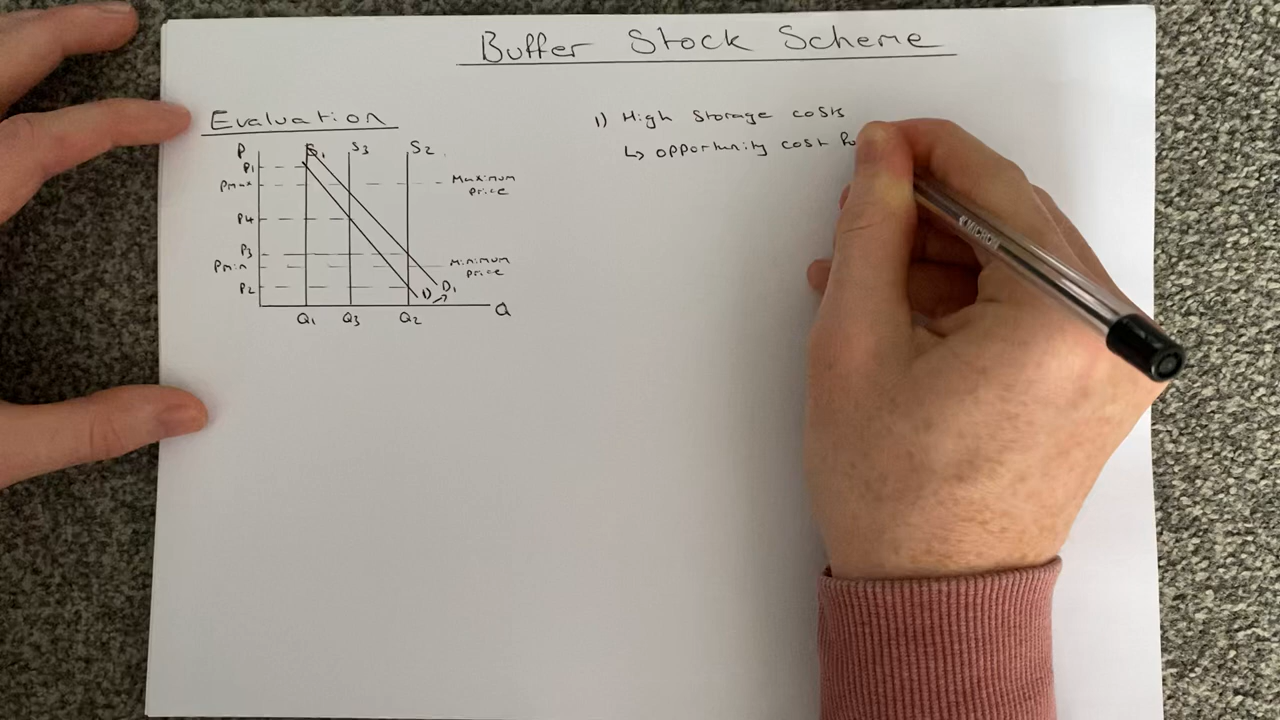 Buffer Stock Scheme
Evaluation
1) High storage costs
↳ opportunity cost
P S1 S3 S2
P1
Pmax Maximum price
P4
P3
Pmin Minimum price
P2 D D1
Q1 Q3 Q2 Q